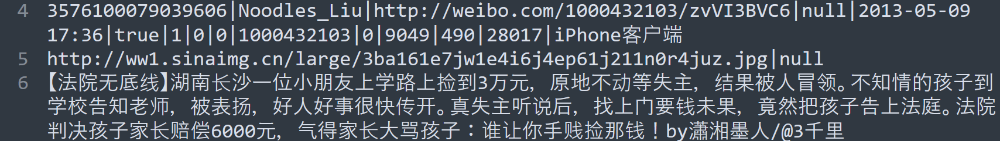 4 3576100079039606|Noodles_Liu|http://weibo.com/1000432103/zvVI3BVC6|null|2013-05-09
17:36|true|1|0|0|1000432103|0|9049|490|28017|iPhone客户端
5 http://ww1.sinaimg.cn/large/3ba161e7jw1e4i6j4ep61j211n0r4juz.jpg|null
6 【法院无底线】湖南长沙一位小朋友上学路上捡到3万元，原地不动等失主，结果被人冒领。不知情的孩子到
学校告知老师，被表扬，好人好事很快传开。真失主听说后，找上门要钱未果，竟然把孩子告上法庭。法院
判决孩子家长赔偿6000元，气得家长大骂孩子：谁让你手贱捡那钱！by瀟湘墨人/@3千里